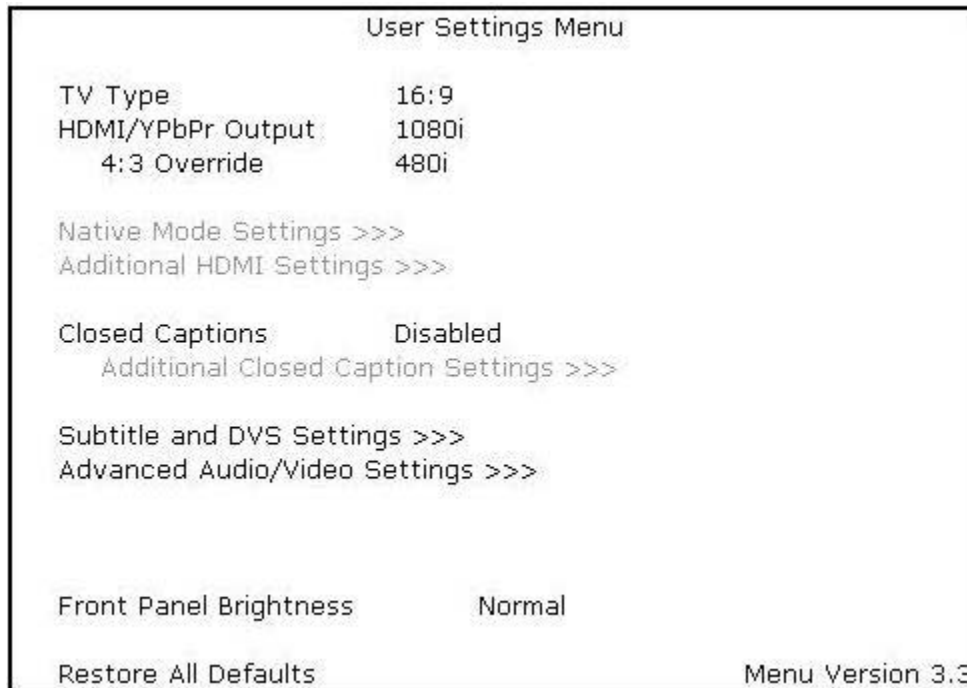 User Settings Menu
TV Type 16:9
HDMI/YPbPr Output 1080i
4:3 Override 480i
Native Mode Settings >>>
Additional HDMI Settings >>>
Closed Captions Disabled
Additional Closed Caption Settings >>>
Subtitle and DVS Settings >>>
Advanced Audio/Video Settings >>>
Front Panel Brightness Normal
Restore All Defaults Menu Version 3.3